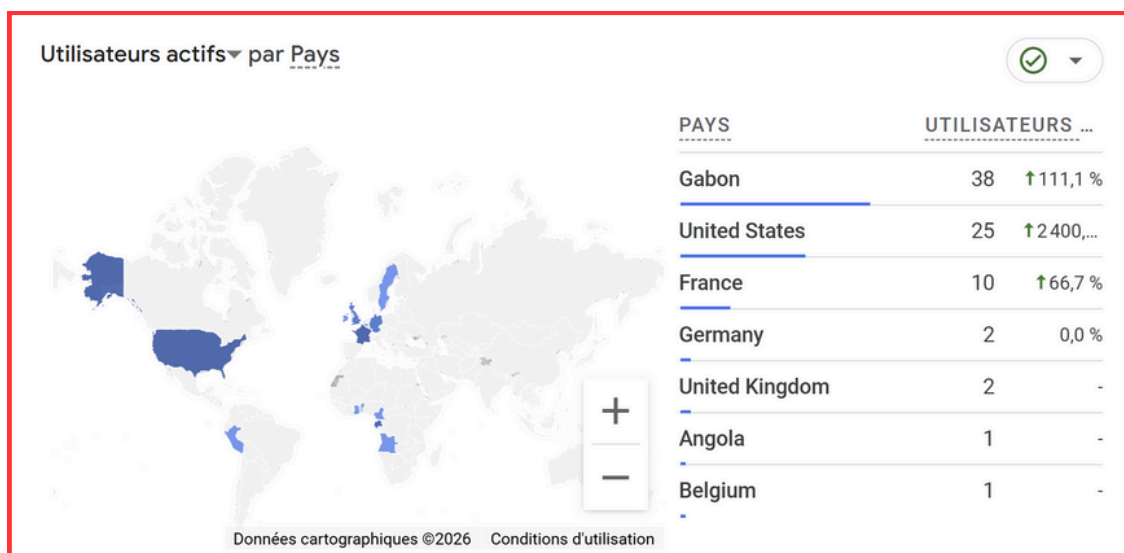 Utilisateurs actifs par Pays
PAYS UTILISATEURS ...
Gabon 38 ↑ 111,1 %
United States 25 ↑ 2 400,...
France 10 ↑ 66,7 %
Germany 2 0,0 %
United Kingdom 2 -
Angola 1 -
Belgium 1 -
+
−
Données cartographiques ©2026 Conditions d'utilisation